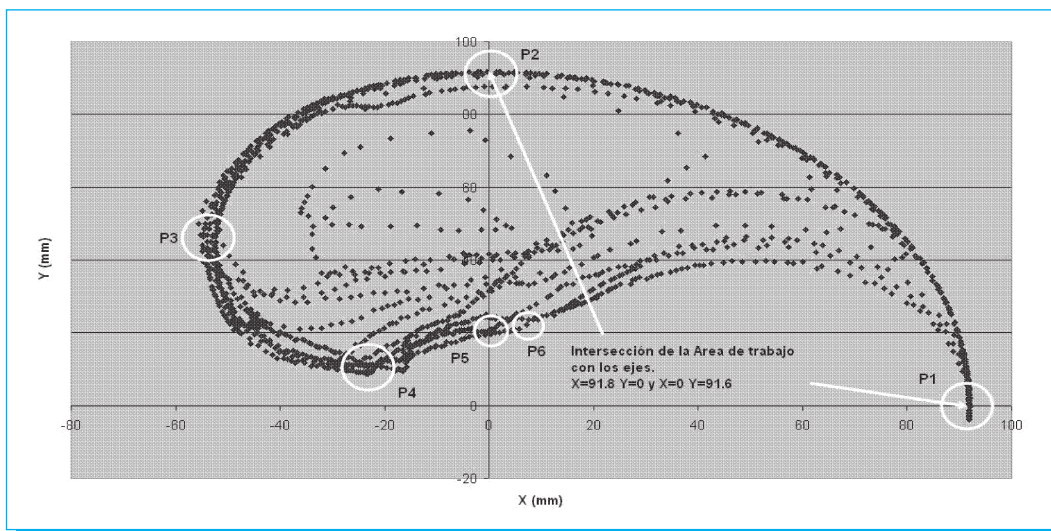 100
P2
80
60
P3
Y (mm)
P5
P6
Intersección de la Area de trabajo
con los ejes.
X=91.8 Y=0 y X=0 Y=91.6
P1
P4
0
-80
-60
-40
-20
0
20
40
60
80
100
-20
X (mm)